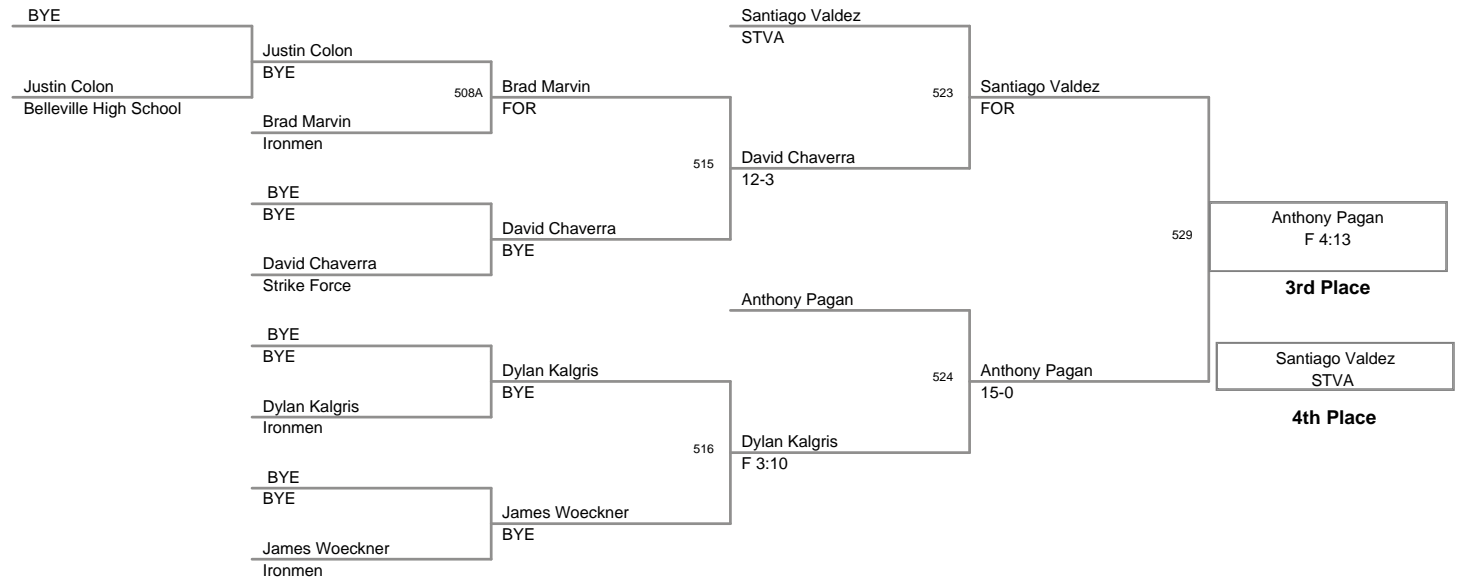 BYE
Justin Colon
Belleville High School
Justin Colon
BYE
508A
Brad Marvin
Ironmen
BYE
BYE
David Chaverra
Strike Force
BYE
BYE
Dylan Kalgris
Ironmen
BYE
BYE
James Woeckner
Ironmen
Brad Marvin
FOR
515
David Chaverra
BYE
Dylan Kalgris
BYE
516
James Woeckner
BYE
Santiago Valdez
STVA
523
David Chaverra
12-3
Anthony Pagan
524
Dylan Kalgris
F 3:10
Santiago Valdez
FOR
529
Anthony Pagan
15-0
Anthony Pagan
F 4:13
3rd Place
Santiago Valdez
STVA
4th Place